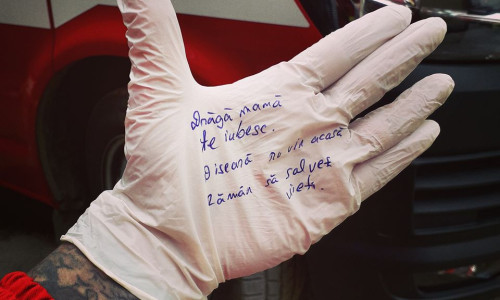 Dragă mamă
te iubesc.
Diseară nu vin acasă
Rămân să salvez
vieți.